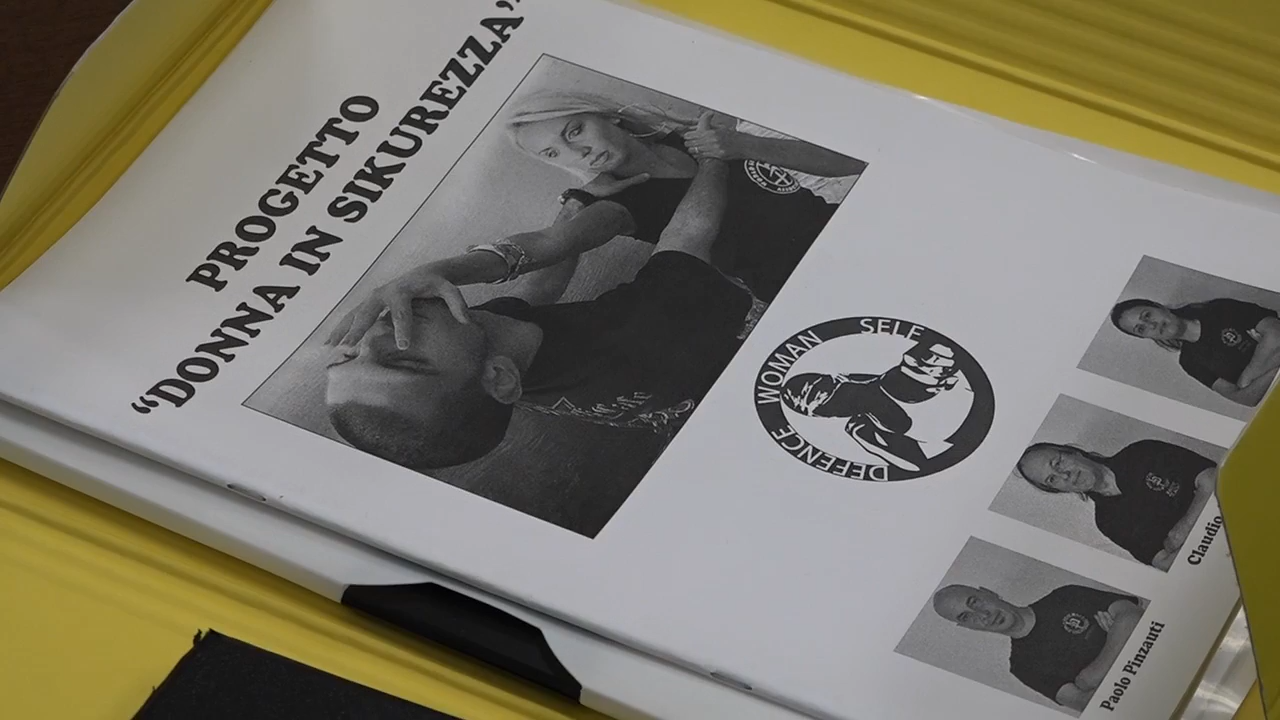 PROGETTO
“DONNA IN SIKUREZZA”
WOMAN SELF DEFENCE
Claudio
Paolo Pinzauti